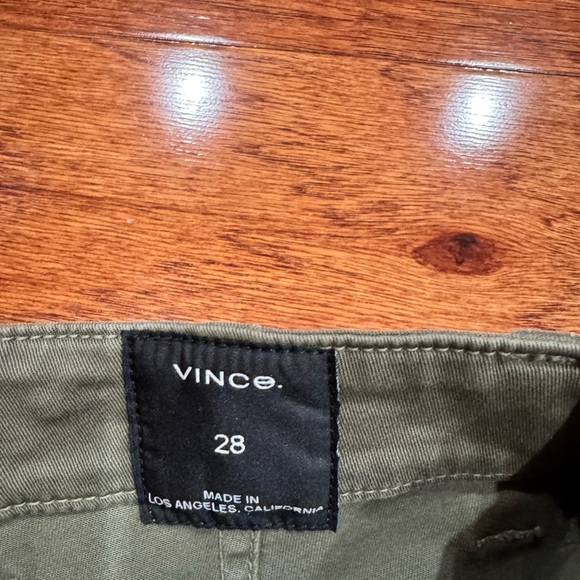 VINCE.
28
MADE IN
LOS ANGELES, CALIFORNIA